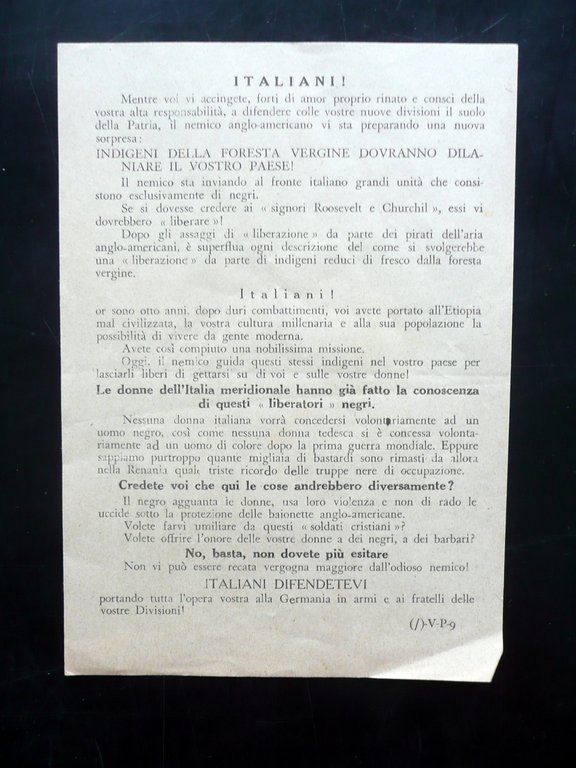 ITALIANI!
Mentre voi vi accingete, forti di amor proprio rinato e consci della
vostra alta responsabilità, a difendere colle vostre nuove divisioni il suolo
della Patria, il nemico anglo-americano vi sta preparando una nuova
sorpresa:
INDIGENI DELLA FORESTA VERGINE DOVRANNO DILA-
NIARE IL VOSTRO PAESE!
Il nemico sta inviando al fronte italiano grandi unità che consi-
stono esclusivamente di negri.
Se si dovesse credere ai « signori Roosevelt e Churchil », essi vi
dovrebbero « liberare »!
Dopo gli assaggi di « liberazione » da parte dei pirati dell'aria
anglo-americani, è superflua ogni descrizione del come si svolgerebbe
una « liberazione » da parte di indigeni reduci di fresco dalla foresta
vergine.
Italiani!
or sono otto anni, dopo duri combattimenti, voi avete portato all'Etiopia
mal civilizzata, la vostra cultura millenaria e alla sua popolazione la
possibilità di vivere da gente moderna.
Avete così compiuto una nobilissima missione.
Oggi, il nemico guida questi stessi indigeni nel vostro paese per
lasciarli liberi di gettarsi su di voi e sulle vostre donne!
Le donne dell'Italia meridionale hanno già fatto la conoscenza
di questi « liberatori » negri.
Nessuna donna italiana vorrà concedersi volontariamente ad un
uomo negro, così come nessuna donna tedesca si è concessa volonta-
riamente ad un uomo di colore dopo la prima guerra mondiale. Eppure
sappiamo purtroppo quante migliaia di bastardi sono rimasti da allora
nella Renania quale triste ricordo delle truppe nere di occupazione.
Credete voi che qui le cose andrebbero diversamente?
Il negro agguanta le donne, usa loro violenza e non di rado le
uccide sotto la protezione delle baionette anglo-americane.
Volete farvi umiliare da questi « soldati cristiani »?
Volete offrire l'onore delle vostre donne a dei negri, a dei barbari?
No, basta, non dovete più esitare
Non vi può essere recata vergogna maggiore dall'odioso nemico!
ITALIANI DIFENDETEVI
portando tutta l'opera vostra alla Germania in armi e ai fratelli delle
vostre Divisioni!
(/)-V-P-9